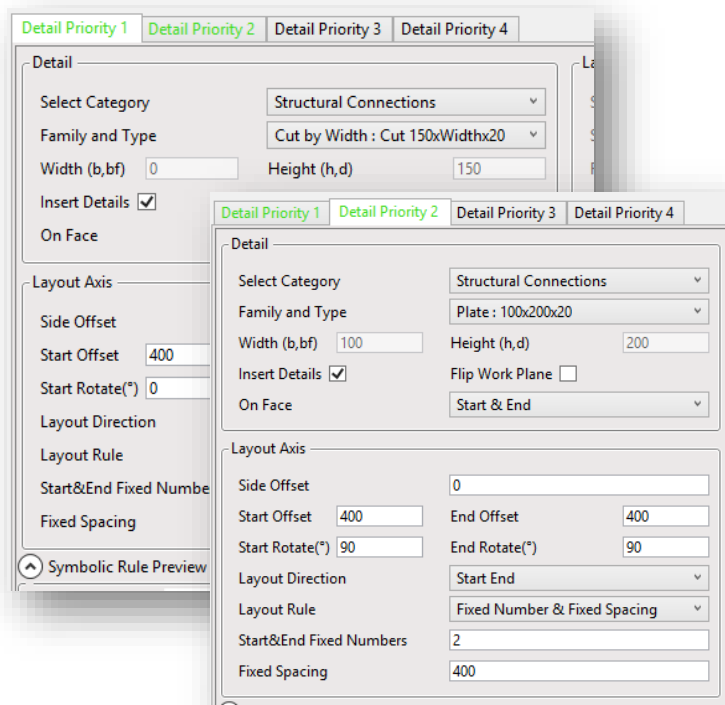 Detail Priority 1 Detail Priority 2 Detail Priority 3 Detail Priority 4
Detail
Select Category Structural Connections
Family and Type Cut by Width : Cut 150xWidthx20
Width (b,bf) 0 Height (h,d) 150
Insert Details
On Face
Layout Axis
Side Offset
Start Offset 400
Start Rotate(°) 0
Layout Direction
Layout Rule
Start&End Fixed Numbe
Fixed Spacing
Symbolic Rule Preview
Detail Priority 1 Detail Priority 2 Detail Priority 3 Detail Priority 4
Detail
Select Category Structural Connections
Family and Type Plate : 100x200x20
Width (b,bf) 100 Height (h,d) 200
Insert Details Flip Work Plane
On Face Start & End
Layout Axis
Side Offset 0
Start Offset 400 End Offset 400
Start Rotate(°) 90 End Rotate(°) 90
Layout Direction Start End
Layout Rule Fixed Number & Fixed Spacing
Start&End Fixed Numbers 2
Fixed Spacing 400